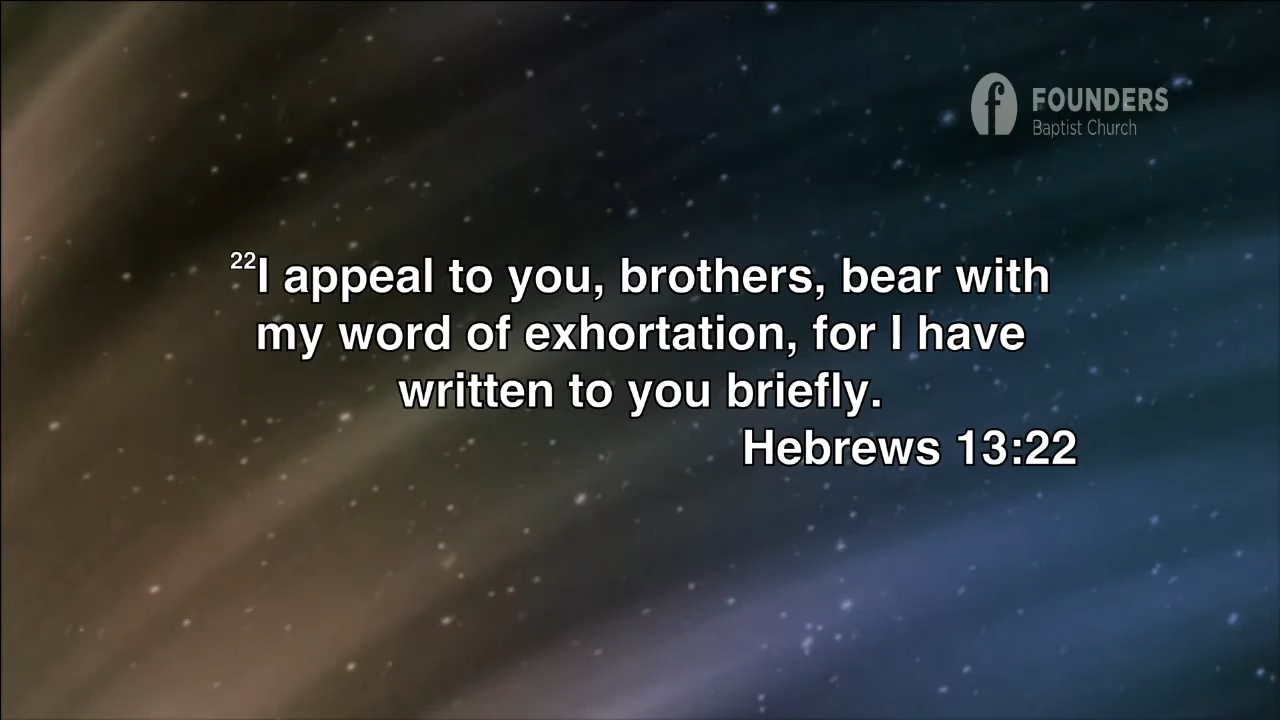 FOUNDERS
Baptist Church
22I appeal to you, brothers, bear with
my word of exhortation, for I have
written to you briefly.
Hebrews 13:22